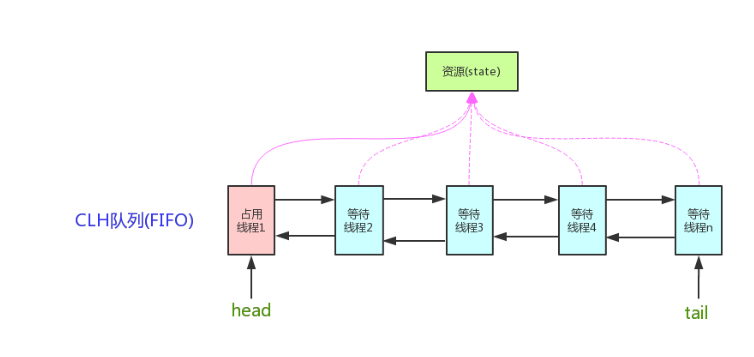 资源(state)
CLH队列(FIFO)
占用
线程1
等待
线程2
等待
线程3
等待
线程4
等待
线程n
head
tail